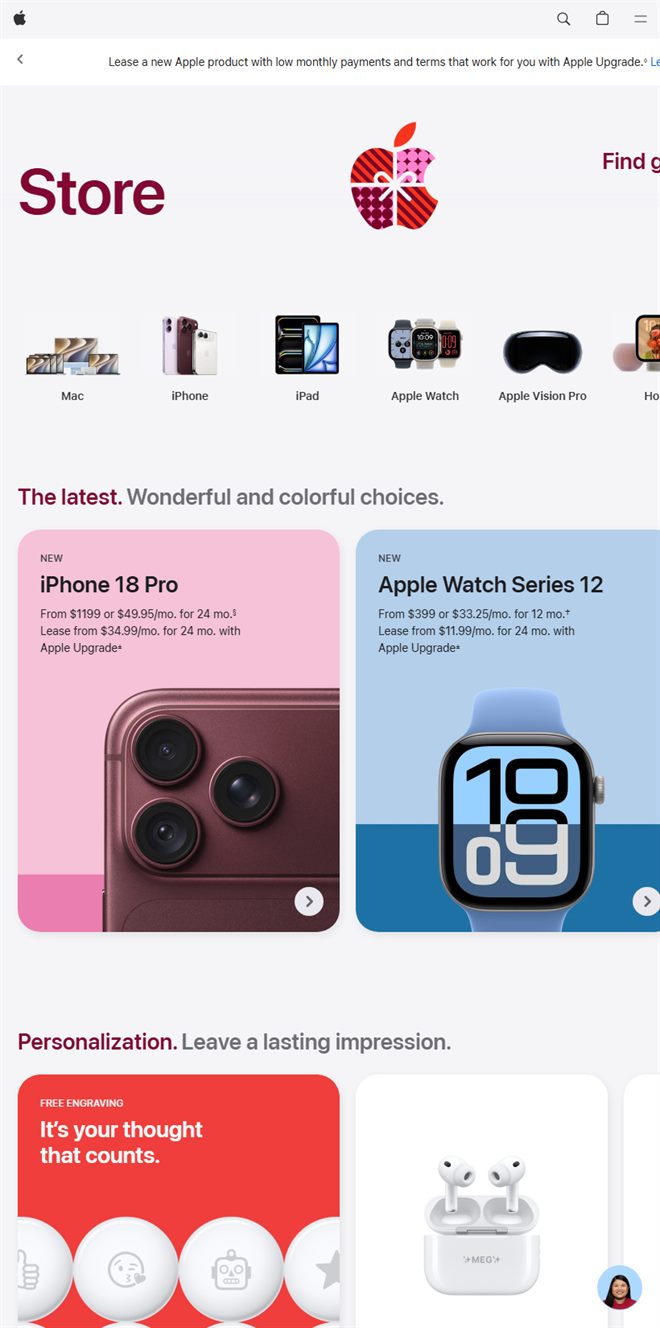 Lease a new Apple product with low monthly payments and terms that work for you with Apple Upgrade.◊ Le
Store
Find g
Mac
iPhone
iPad
Apple Watch
Apple Vision Pro
Ho
The latest. Wonderful and colorful choices.
NEW
iPhone 18 Pro
From $1199 or $49.95/mo. for 24 mo.§
Lease from $34.99/mo. for 24 mo. with
Apple Upgrade±
NEW
Apple Watch Series 12
From $399 or $33.25/mo. for 12 mo.+
Lease from $11.99/mo. for 24 mo. with
Apple Upgrade±
10
09
Personalization. Leave a lasting impression.
FREE ENGRAVING
It’s your thought
that counts.
MEG